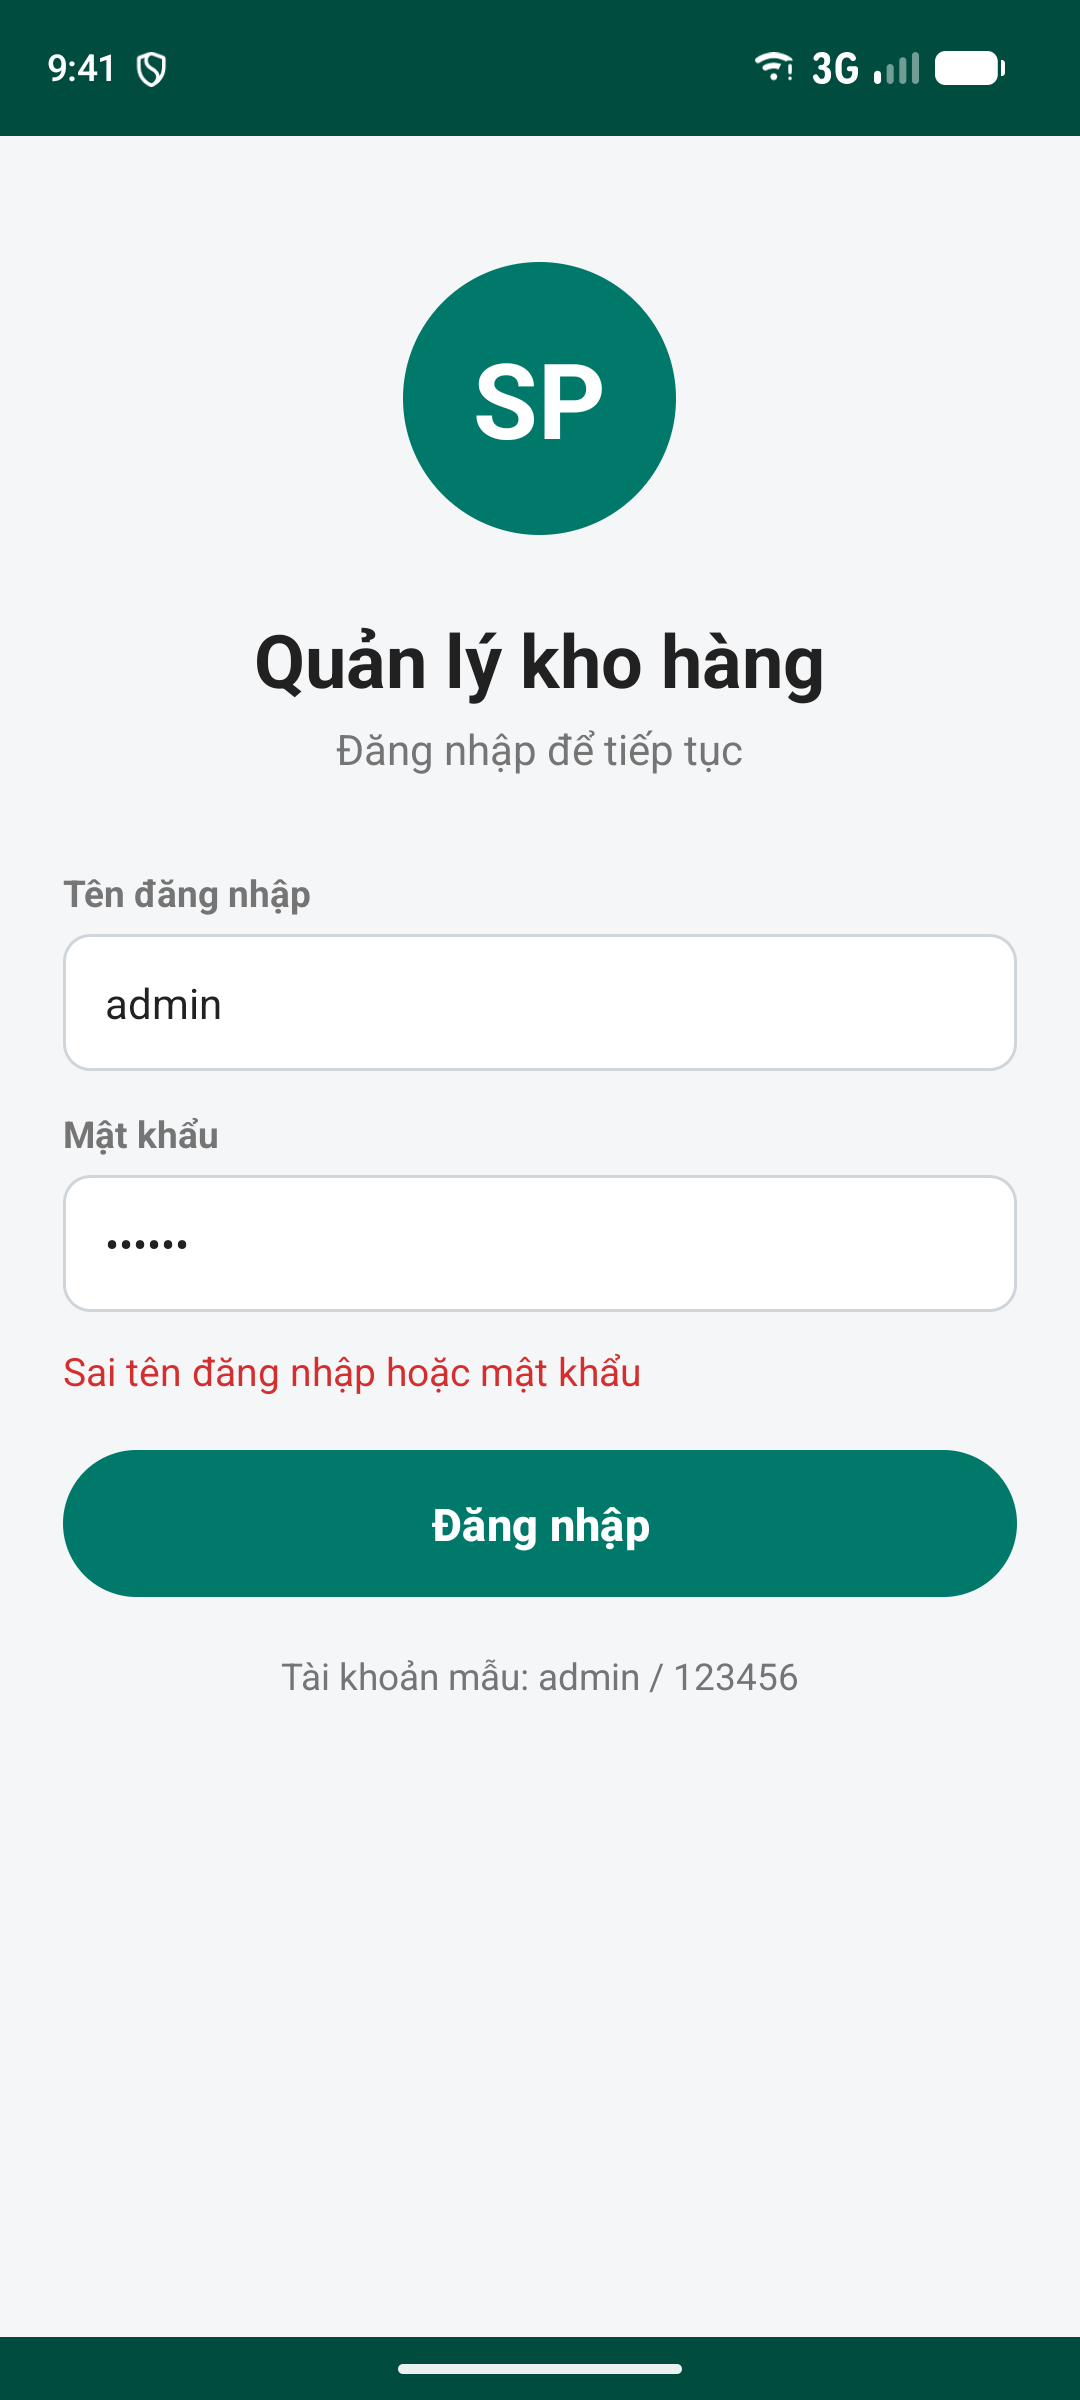 9:41
3G
SP
Quản lý kho hàng
Đăng nhập để tiếp tục
Tên đăng nhập
admin
Mật khẩu
••••••
Sai tên đăng nhập hoặc mật khẩu
Đăng nhập
Tài khoản mẫu: admin / 123456